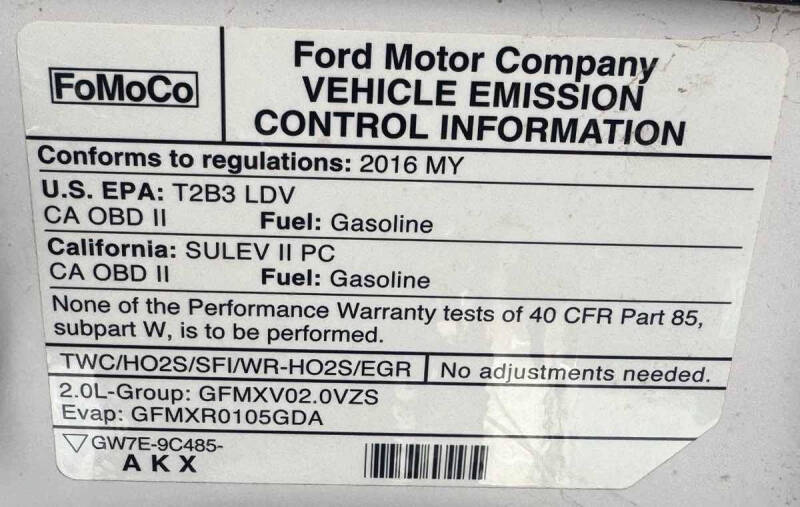 FoMoCo
Ford Motor Company
VEHICLE EMISSION
CONTROL INFORMATION
Conforms to regulations: 2016 MY
U.S. EPA: T2B3 LDV
CA OBD II Fuel: Gasoline
California: SULEV II PC
CA OBD II Fuel: Gasoline
None of the Performance Warranty tests of 40 CFR Part 85,
subpart W, is to be performed.
TWC/HO2S/SFI/WR-HO2S/EGR No adjustments needed.
2.0L-Group: GFMXV02.0VZS
Evap: GFMXR0105GDA
GW7E-9C485-
AKX